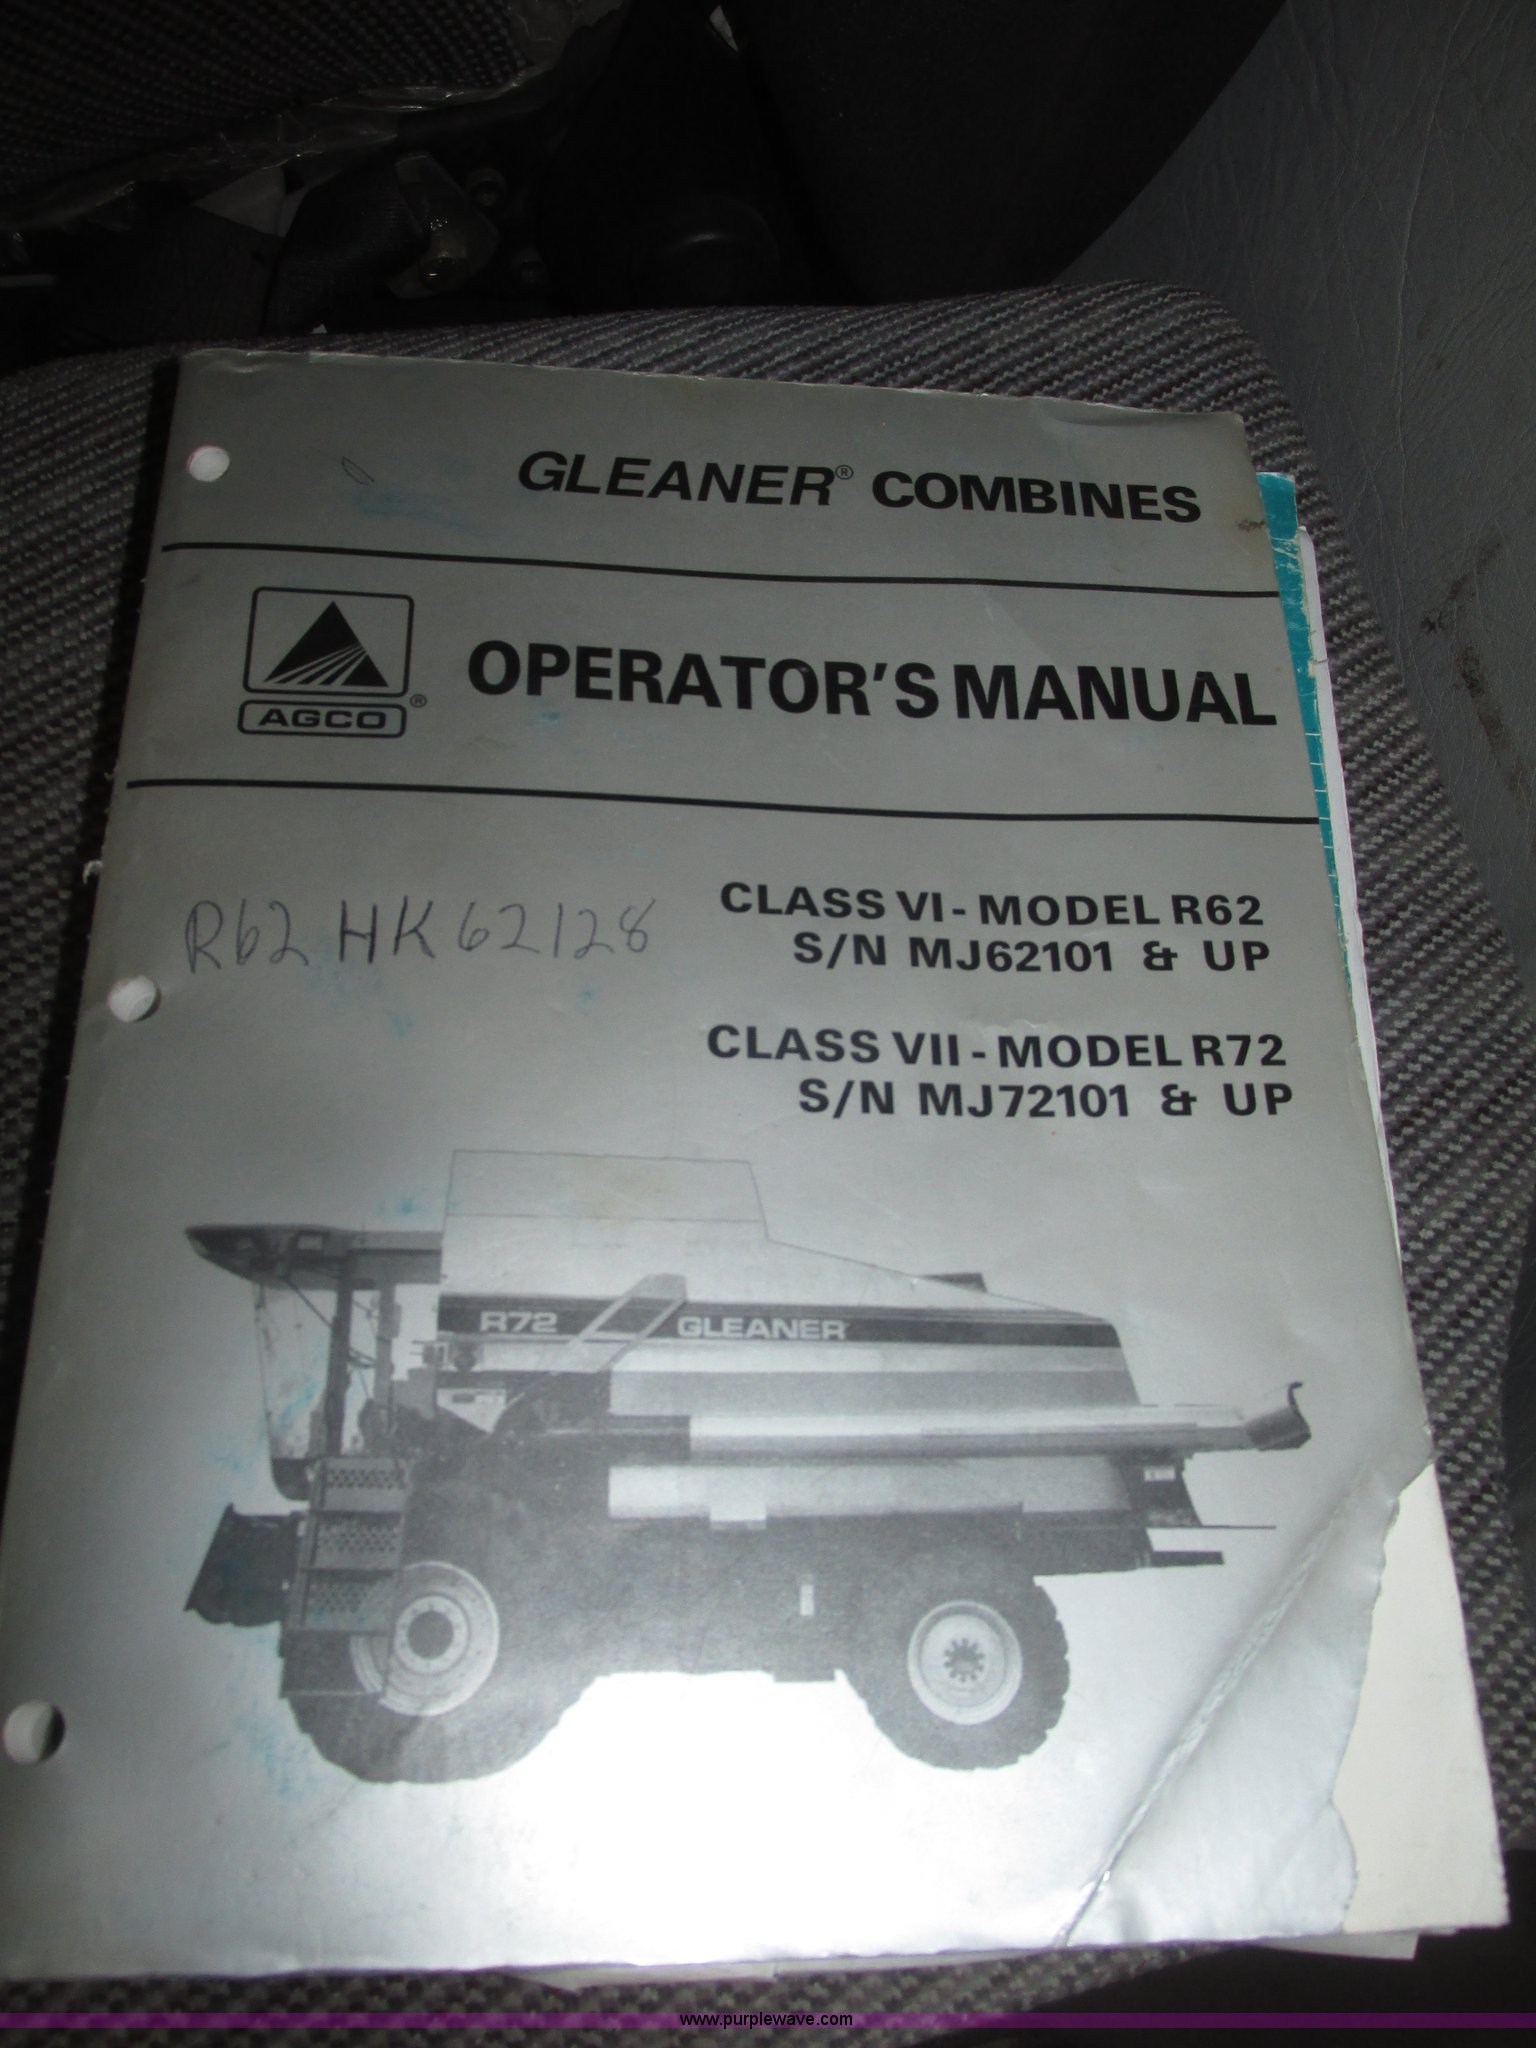 GLEANER® COMBINES
AGCO®
OPERATOR'S MANUAL
R62 HK62128
CLASS VI - MODEL R62
S/N MJ62101 & UP
CLASS VII - MODEL R72
S/N MJ72101 & UP
R72 GLEANER
www.purplewave.com